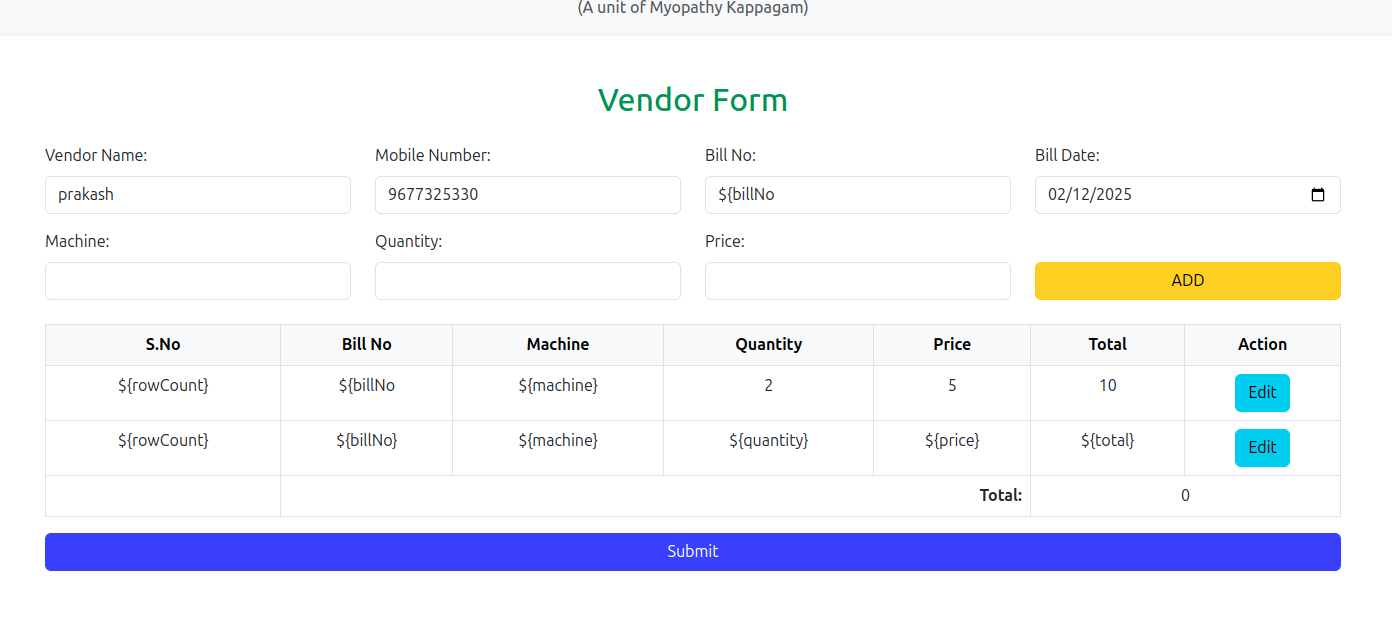 (A unit of Myopathy Kappagam)
Vendor Form
Vendor Name: Mobile Number: Bill No: Bill Date:
prakash 9677325330 ${billNo 02/12/2025
Machine: Quantity: Price:
ADD
S.No Bill No Machine Quantity Price Total Action
${rowCount} ${billNo ${machine} 2 5 10 Edit
${rowCount} ${billNo} ${machine} ${quantity} ${price} ${total} Edit
Total: 0
Submit